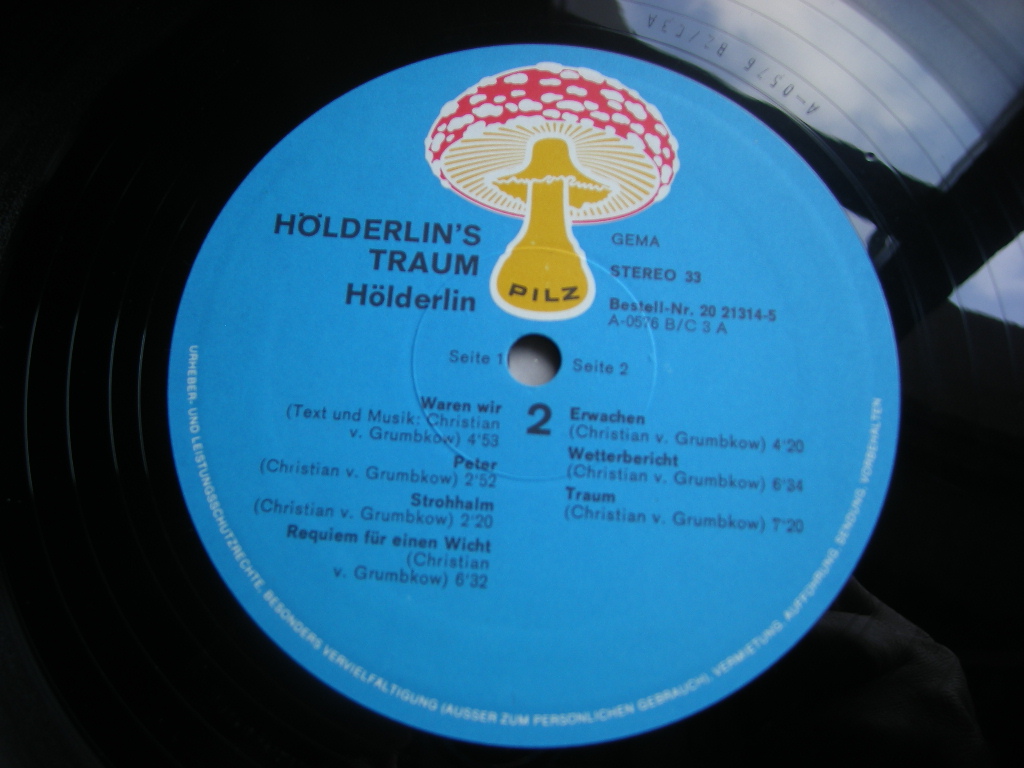 A-0576 B2/C3A
HÖLDERLIN'S
TRAUM
Hölderlin
PILZ
GEMA
STEREO 33
Bestell-Nr. 20 21314-5
A-0576 B/C 3 A
Seite 1
Seite 2
2
Waren wir
(Text und Musik: Christian
v. Grumbkow) 4'53
Peter
(Christian v. Grumbkow) 2'52
Strohhalm
(Christian v. Grumbkow) 2'20
Requiem für einen Wicht
(Christian
v. Grumbkow) 6'32
Erwachen
(Christian v. Grumbkow) 4'20
Wetterbericht
(Christian v. Grumbkow) 6'34
Traum
(Christian v. Grumbkow) 7'20
URHEBER- UND LEISTUNGSSCHUTZRECHTE, BESONDERS VERVIELFÄLTIGUNG (AUSSER ZUM PERSÖNLICHEN GEBRAUCH), VERMIETUNG, AUFFÜHRUNG, SENDUNG VORBEHALTEN